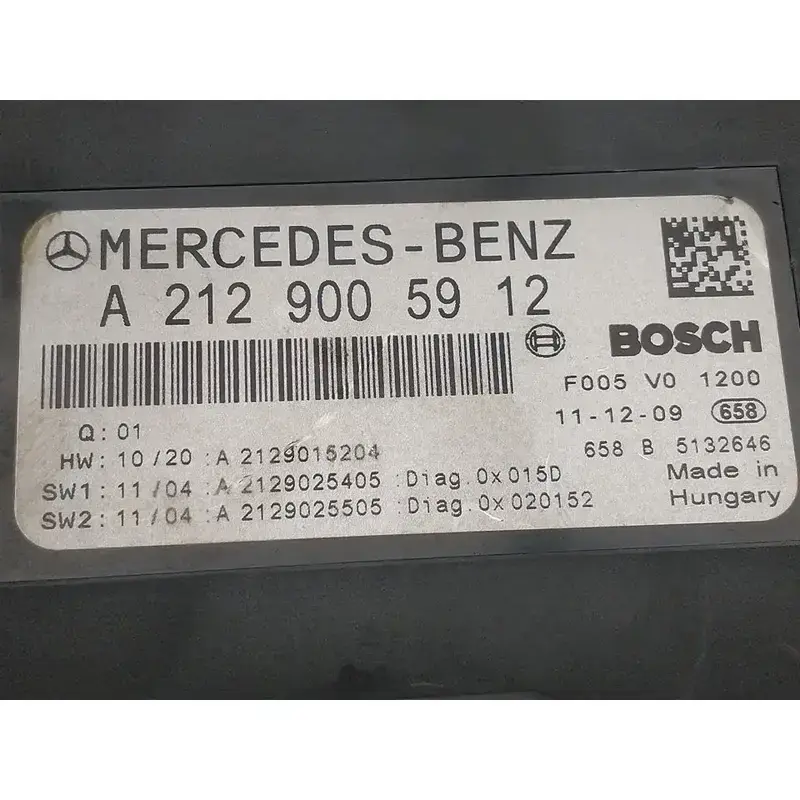 MERCEDES-BENZ
A 212 900 59 12
BOSCH
F005 V0 1200
Q: 01
11-12-09 658
HW: 10/20 :A 2129015204
658 B 5132646
SW1: 11/04 :A 2129025405 :Diag.0x015D
Made in
SW2: 11/04 :A 2129025505 :Diag.0x020152
Hungary